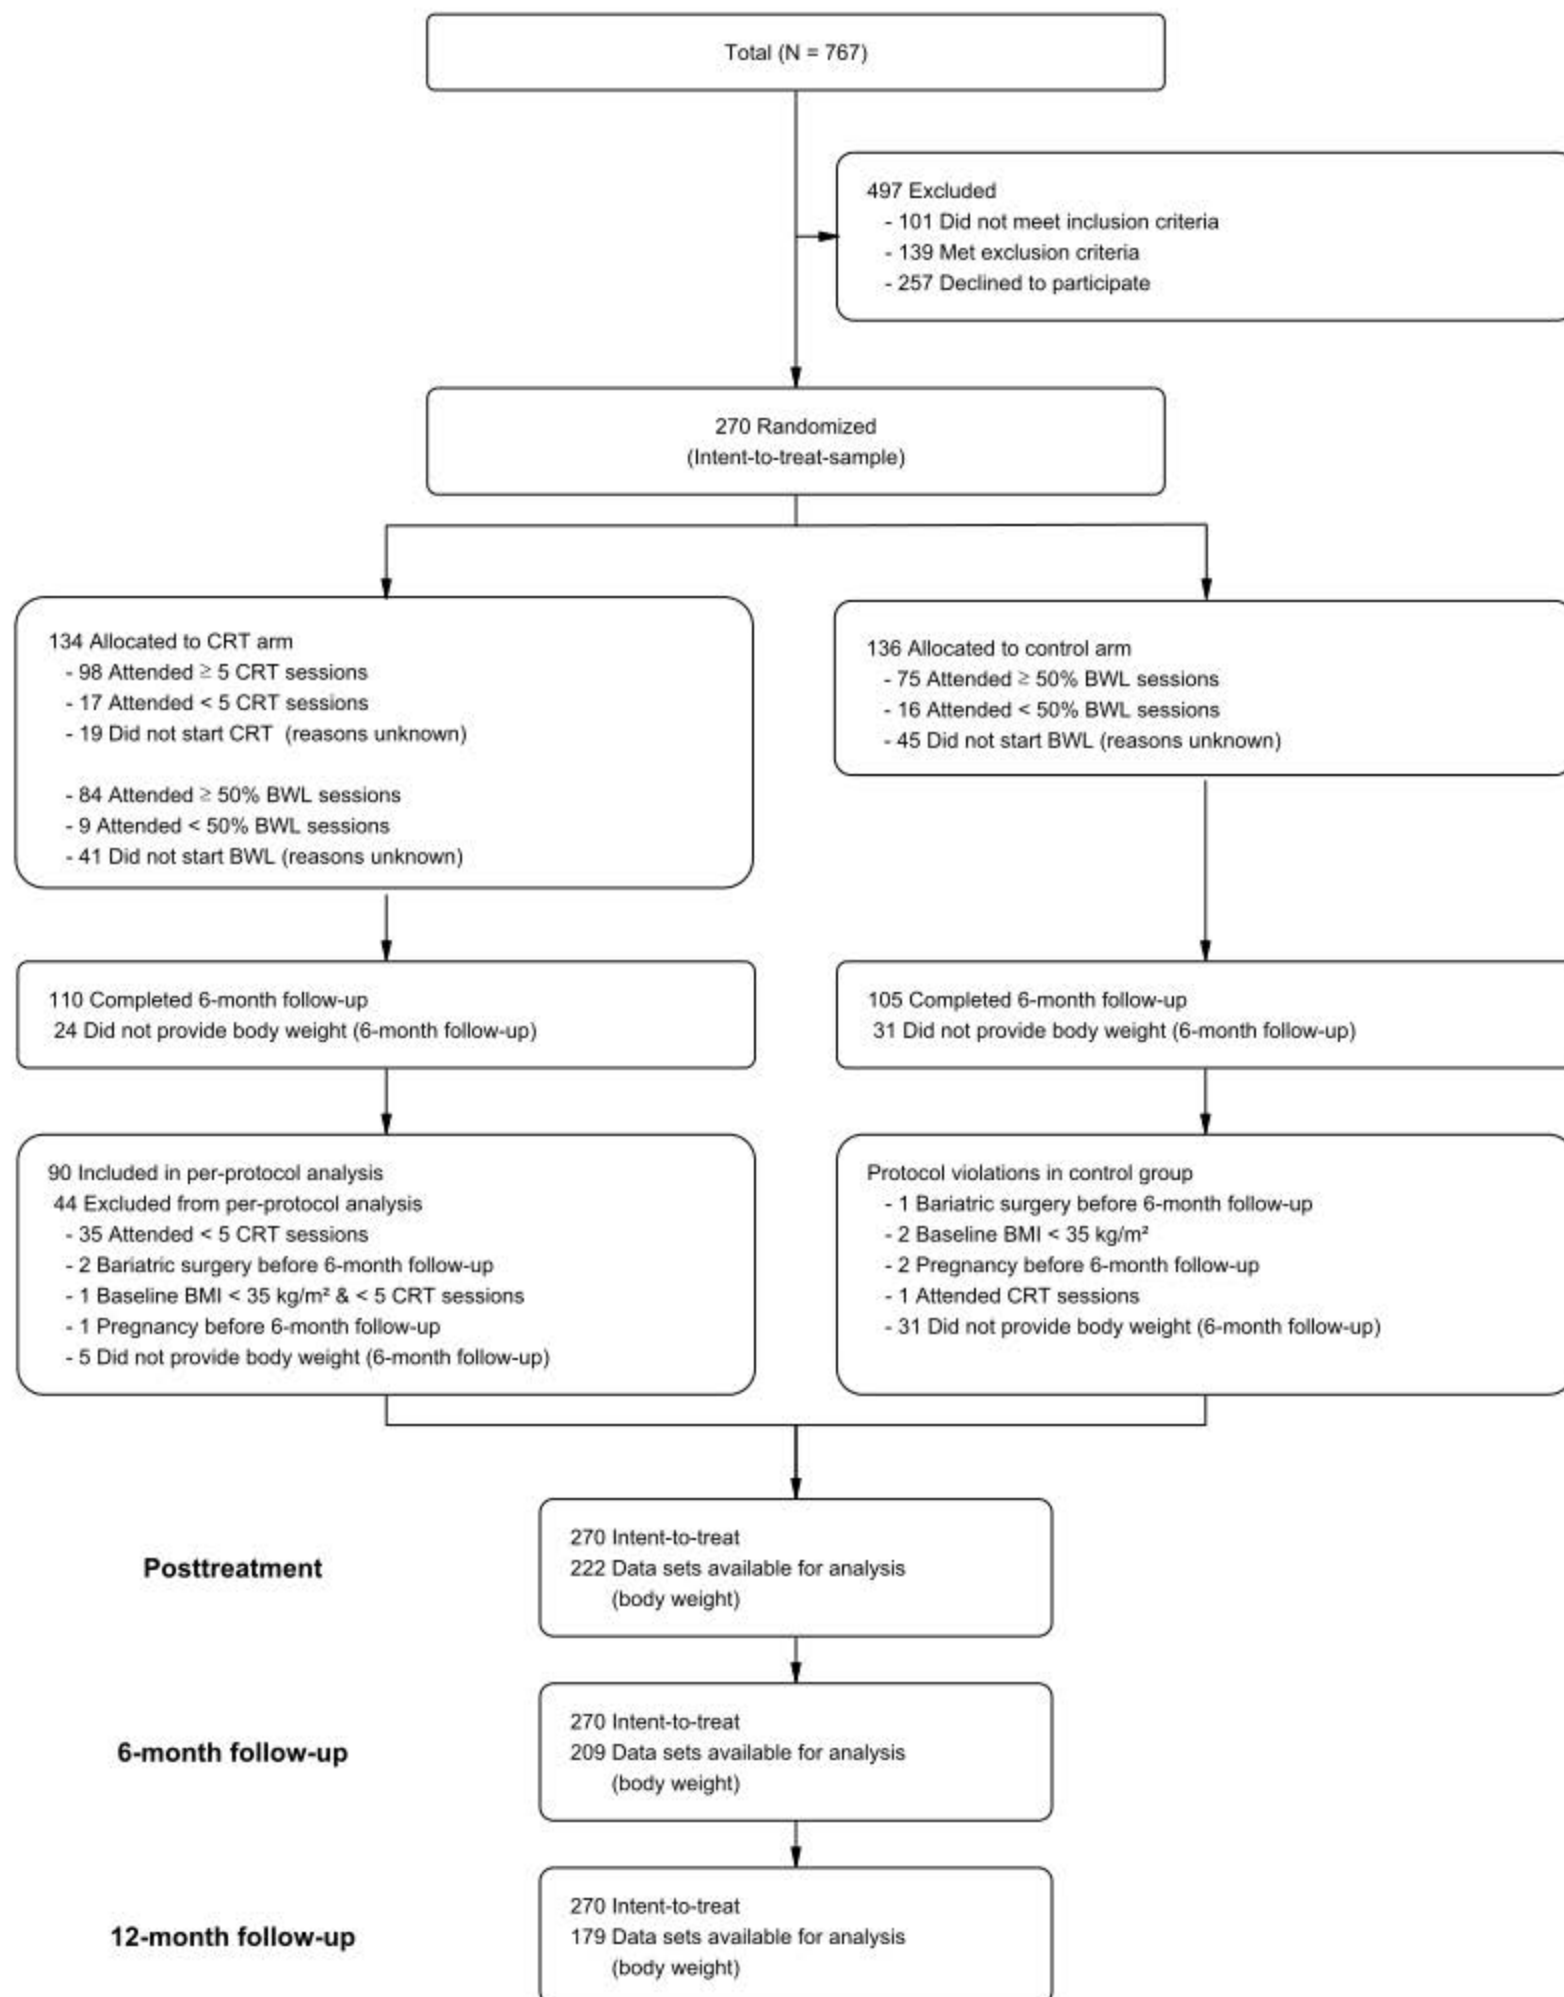 Total (N = 767)
497 Excluded
- 101 Did not meet inclusion criteria
- 139 Met exclusion criteria
- 257 Declined to participate
270 Randomized
(Intent-to-treat-sample)
134 Allocated to CRT arm
- 98 Attended ≥ 5 CRT sessions
- 17 Attended < 5 CRT sessions
- 19 Did not start CRT (reasons unknown)
- 84 Attended ≥ 50% BWL sessions
- 9 Attended < 50% BWL sessions
- 41 Did not start BWL (reasons unknown)
136 Allocated to control arm
- 75 Attended ≥ 50% BWL sessions
- 16 Attended < 50% BWL sessions
- 45 Did not start BWL (reasons unknown)
110 Completed 6-month follow-up
24 Did not provide body weight (6-month follow-up)
105 Completed 6-month follow-up
31 Did not provide body weight (6-month follow-up)
90 Included in per-protocol analysis
44 Excluded from per-protocol analysis
- 35 Attended < 5 CRT sessions
- 2 Bariatric surgery before 6-month follow-up
- 1 Baseline BMI < 35 kg/m² & < 5 CRT sessions
- 1 Pregnancy before 6-month follow-up
- 5 Did not provide body weight (6-month follow-up)
Protocol violations in control group
- 1 Bariatric surgery before 6-month follow-up
- 2 Baseline BMI < 35 kg/m²
- 2 Pregnancy before 6-month follow-up
- 1 Attended CRT sessions
- 31 Did not provide body weight (6-month follow-up)
Posttreatment
270 Intent-to-treat
222 Data sets available for analysis
(body weight)
6-month follow-up
270 Intent-to-treat
209 Data sets available for analysis
(body weight)
12-month follow-up
270 Intent-to-treat
179 Data sets available for analysis
(body weight)